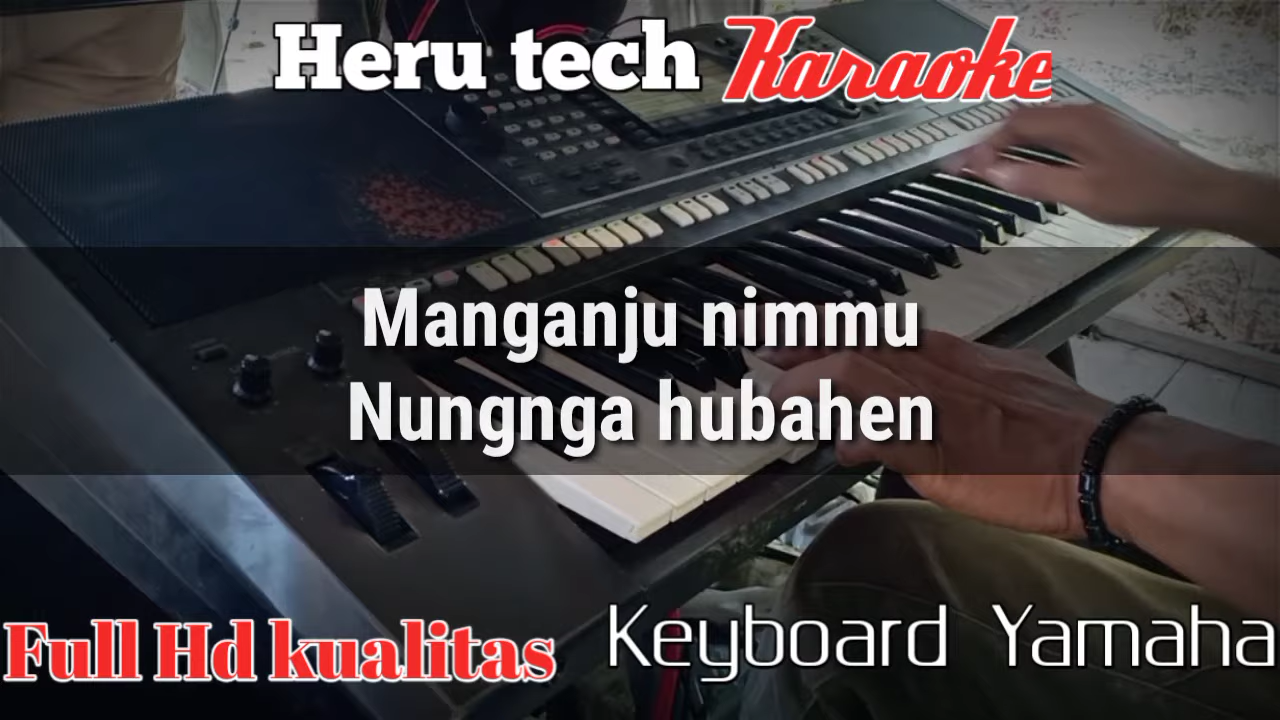 Heru tech Karaoke
Manganju nimmu
Nungnga hubahen
Full Hd kualitas
Keyboard Yamaha